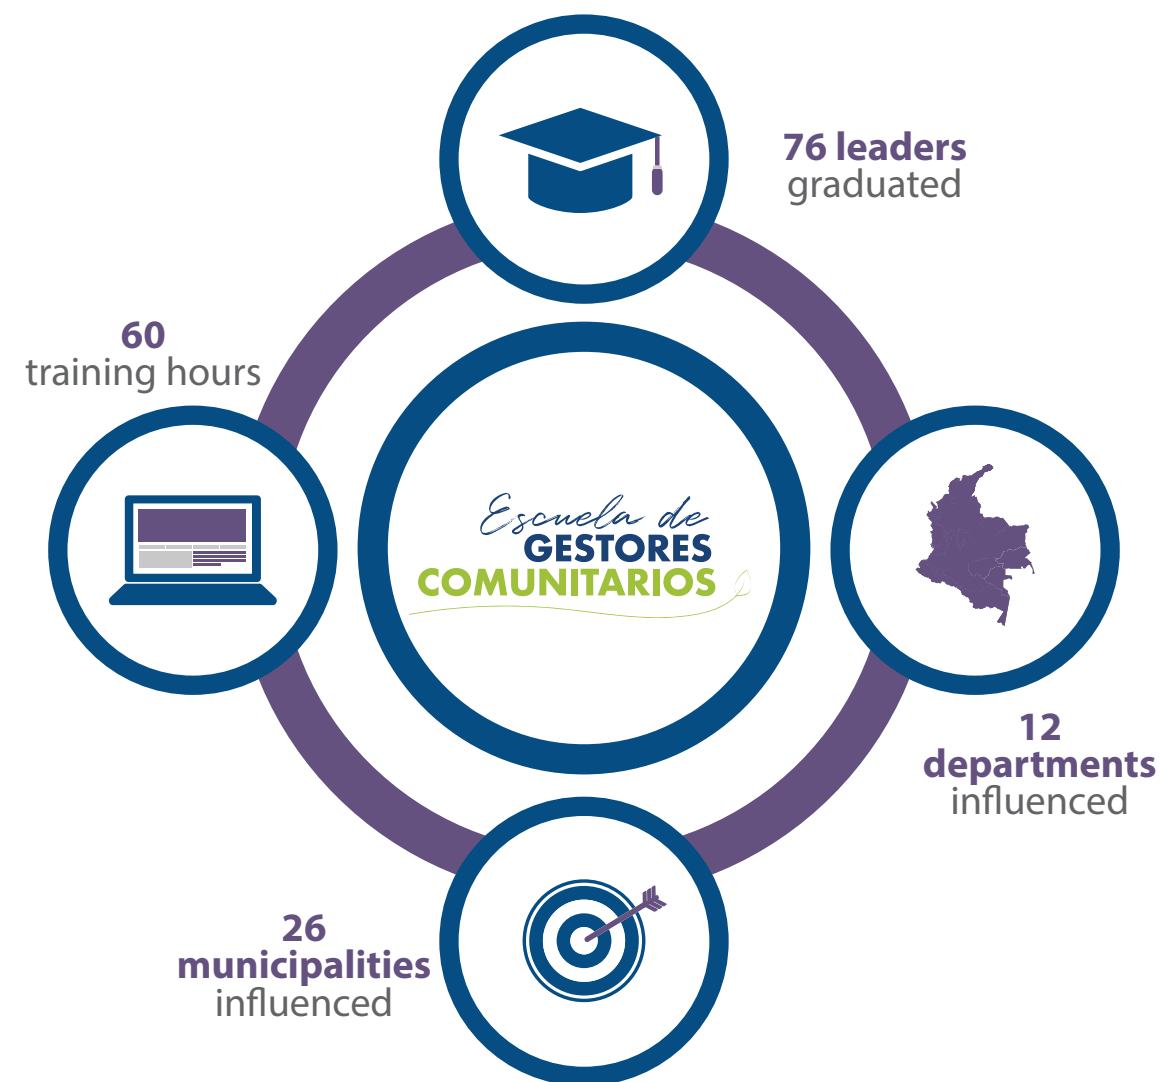 76 leaders
graduated
60
training hours
Escuela de
GESTORES
COMUNITARIOS
12
departments
influenced
26
municipalities
influenced